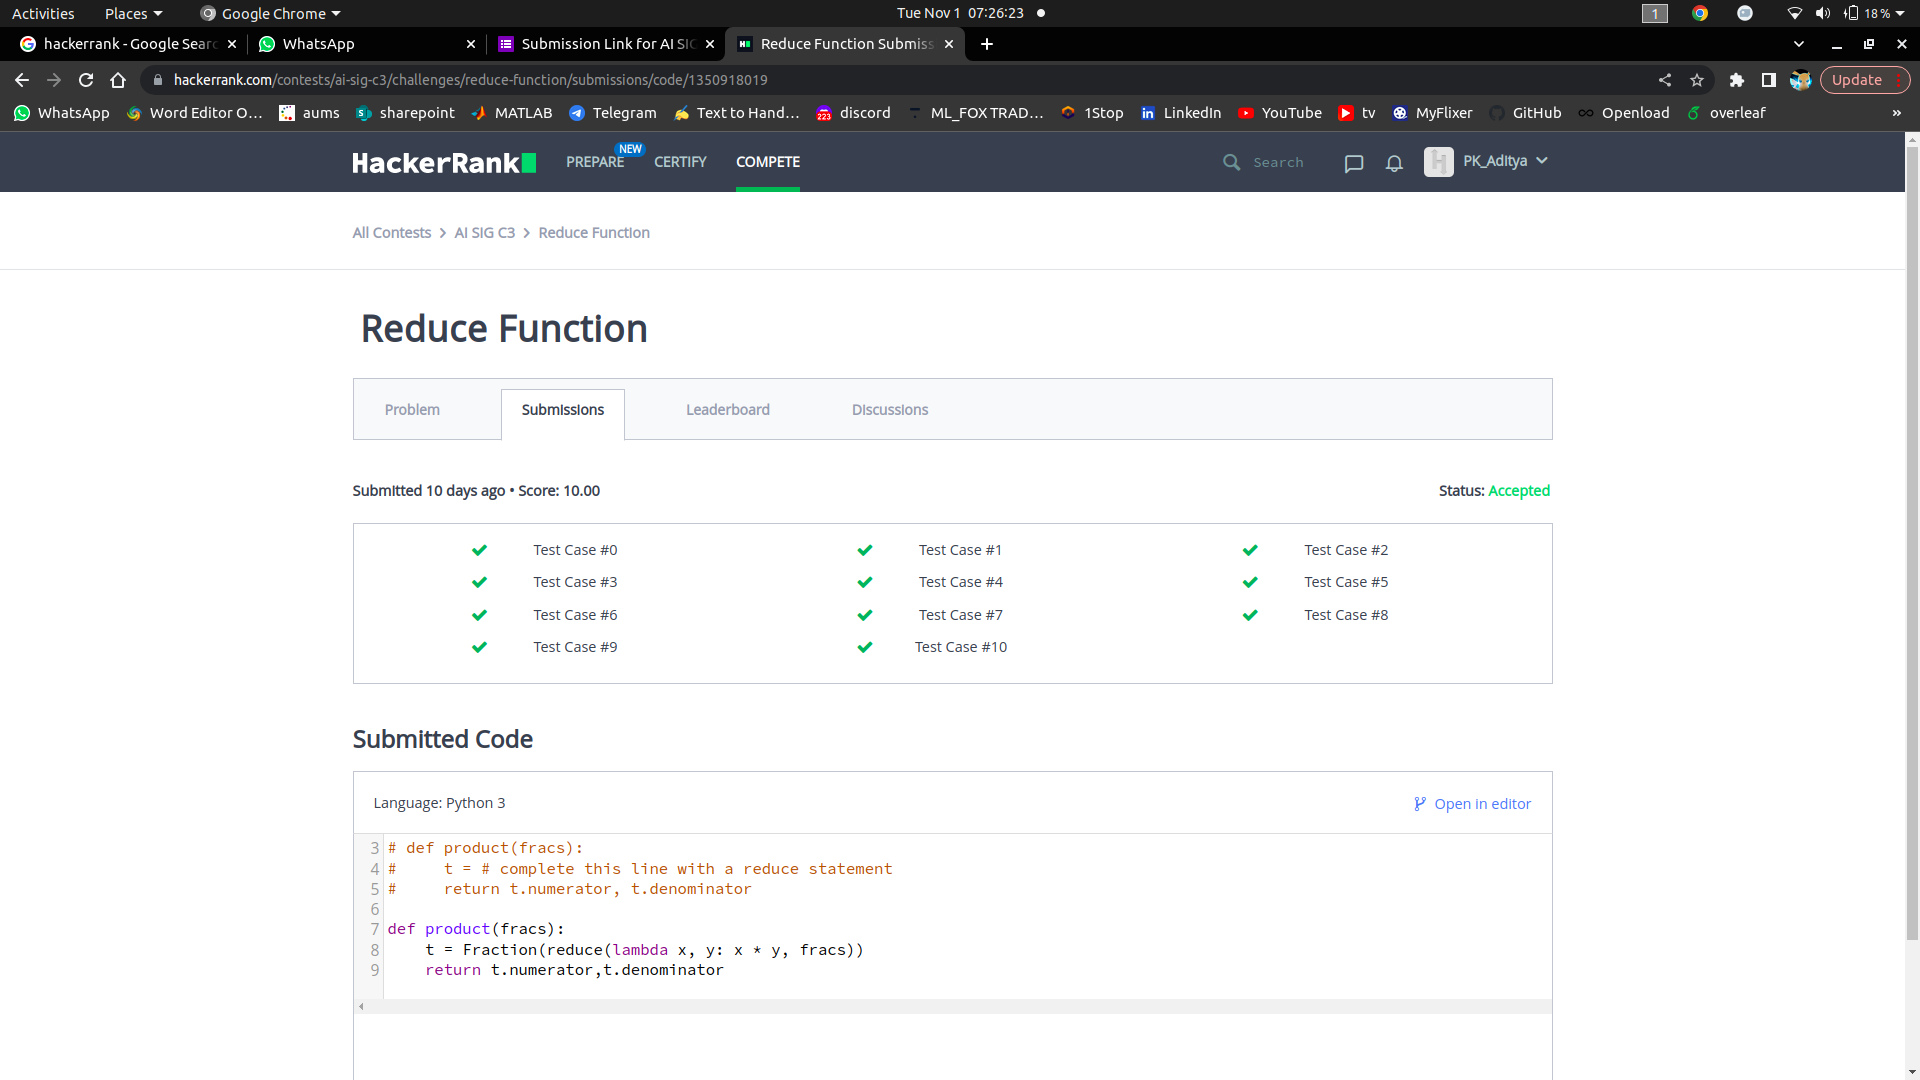 Activities Places Google Chrome Tue Nov 1 07:26:23 1 18 %
hackerrank - Google Searc WhatsApp Submission Link for AI SIG Reduce Function Submiss
hackerrank.com/contests/ai-sig-c3/challenges/reduce-function/submissions/code/1350918019 Update
WhatsApp Word Editor O... aums sharepoint MATLAB Telegram Text to Hand... 223 discord ML_FOX TRAD... 1Stop LinkedIn YouTube tv MyFlixer GitHub Openload overleaf »
HackerRank PREPARE NEW CERTIFY COMPETE Search PK_Aditya
All Contests > AI SIG C3 > Reduce Function
Reduce Function
Problem Submissions Leaderboard Discussions
Submitted 10 days ago • Score: 10.00 Status: Accepted
Test Case #0 Test Case #1 Test Case #2
Test Case #3 Test Case #4 Test Case #5
Test Case #6 Test Case #7 Test Case #8
Test Case #9 Test Case #10
Submitted Code
Language: Python 3 Open in editor
3 # def product(fracs):
4 #     t = # complete this line with a reduce statement
5 #     return t.numerator, t.denominator
6
7 def product(fracs):
8     t = Fraction(reduce(lambda x, y: x * y, fracs))
9     return t.numerator,t.denominator